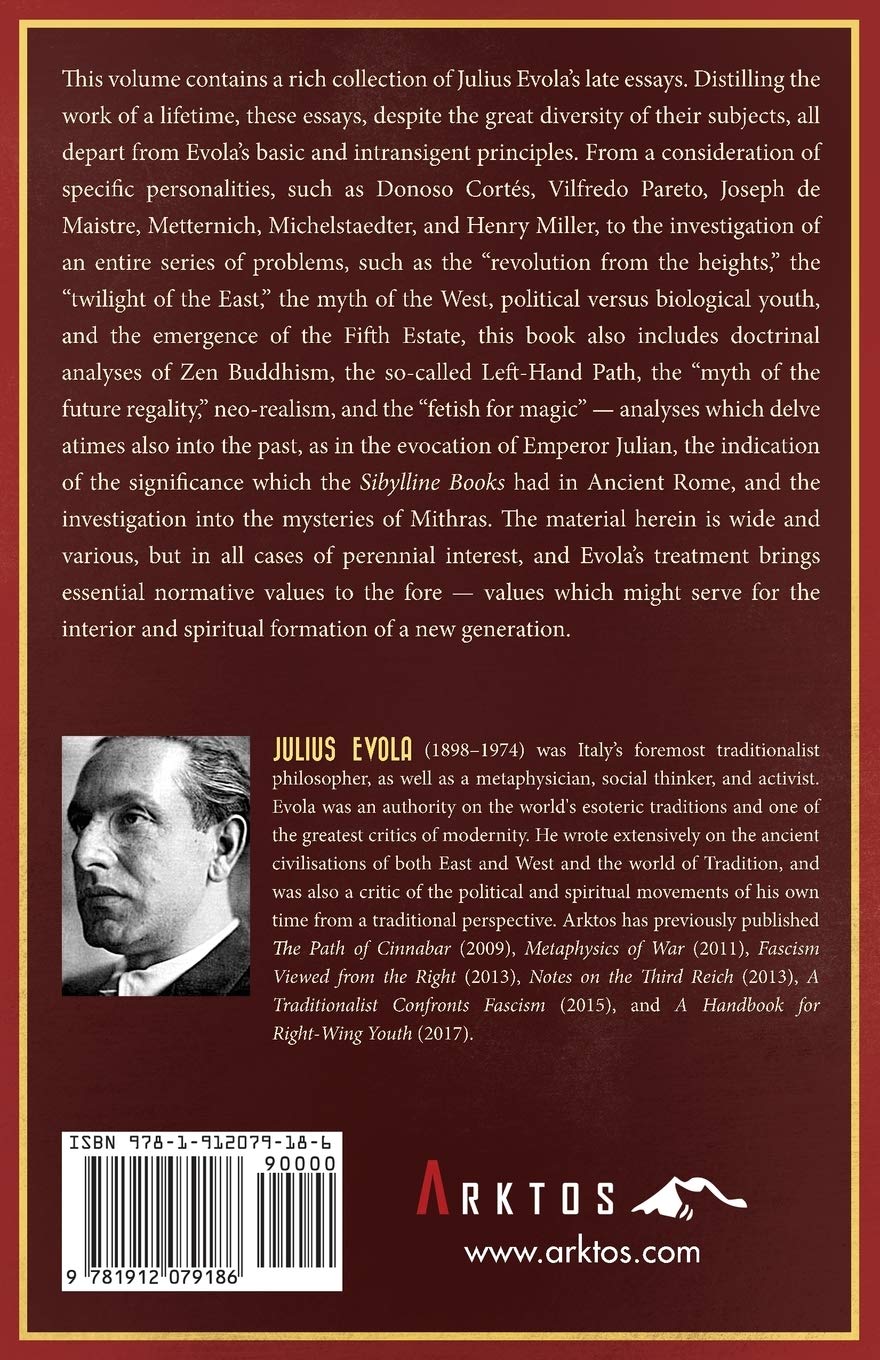 This volume contains a rich collection of Julius Evola’s late essays. Distilling the
work of a lifetime, these essays, despite the great diversity of their subjects, all
depart from Evola’s basic and intransigent principles. From a consideration of
specific personalities, such as Donoso Cortés, Vilfredo Pareto, Joseph de
Maistre, Metternich, Michelstaedter, and Henry Miller, to the investigation of
an entire series of problems, such as the “revolution from the heights,” the
“twilight of the East,” the myth of the West, political versus biological youth,
and the emergence of the Fifth Estate, this book also includes doctrinal
analyses of Zen Buddhism, the so-called Left-Hand Path, the “myth of the
future regality,” neo-realism, and the “fetish for magic” — analyses which delve
atimes also into the past, as in the evocation of Emperor Julian, the indication
of the significance which the Sibylline Books had in Ancient Rome, and the
investigation into the mysteries of Mithras. The material herein is wide and
various, but in all cases of perennial interest, and Evola’s treatment brings
essential normative values to the fore — values which might serve for the
interior and spiritual formation of a new generation.
JULIUS EVOLA (1898–1974) was Italy’s foremost traditionalist
philosopher, as well as a metaphysician, social thinker, and activist.
Evola was an authority on the world's esoteric traditions and one of
the greatest critics of modernity. He wrote extensively on the ancient
civilisations of both East and West and the world of Tradition, and
was also a critic of the political and spiritual movements of his own
time from a traditional perspective. Arktos has previously published
The Path of Cinnabar (2009), Metaphysics of War (2011), Fascism
Viewed from the Right (2013), Notes on the Third Reich (2013), A
Traditionalist Confronts Fascism (2015), and A Handbook for
Right-Wing Youth (2017).
ISBN 978-1-912079-18-6
90000
9 781912 079186
ARKTOS
www.arktos.com